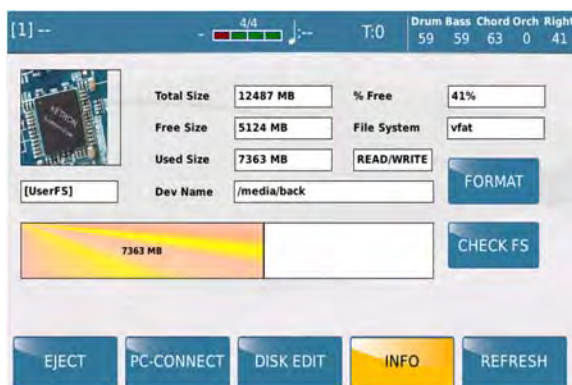 [1] --
- 4/4 :-- T:0
Drum Bass Chord Orch Right
59 59 63 0 41
KETRON
Total Size 12487 MB % Free 41%
Free Size 5124 MB File System vfat
Used Size 7363 MB READ/WRITE
FORMAT
[UserFS] Dev Name /media/back
7363 MB
CHECK FS
EJECT PC-CONNECT DISK EDIT INFO REFRESH